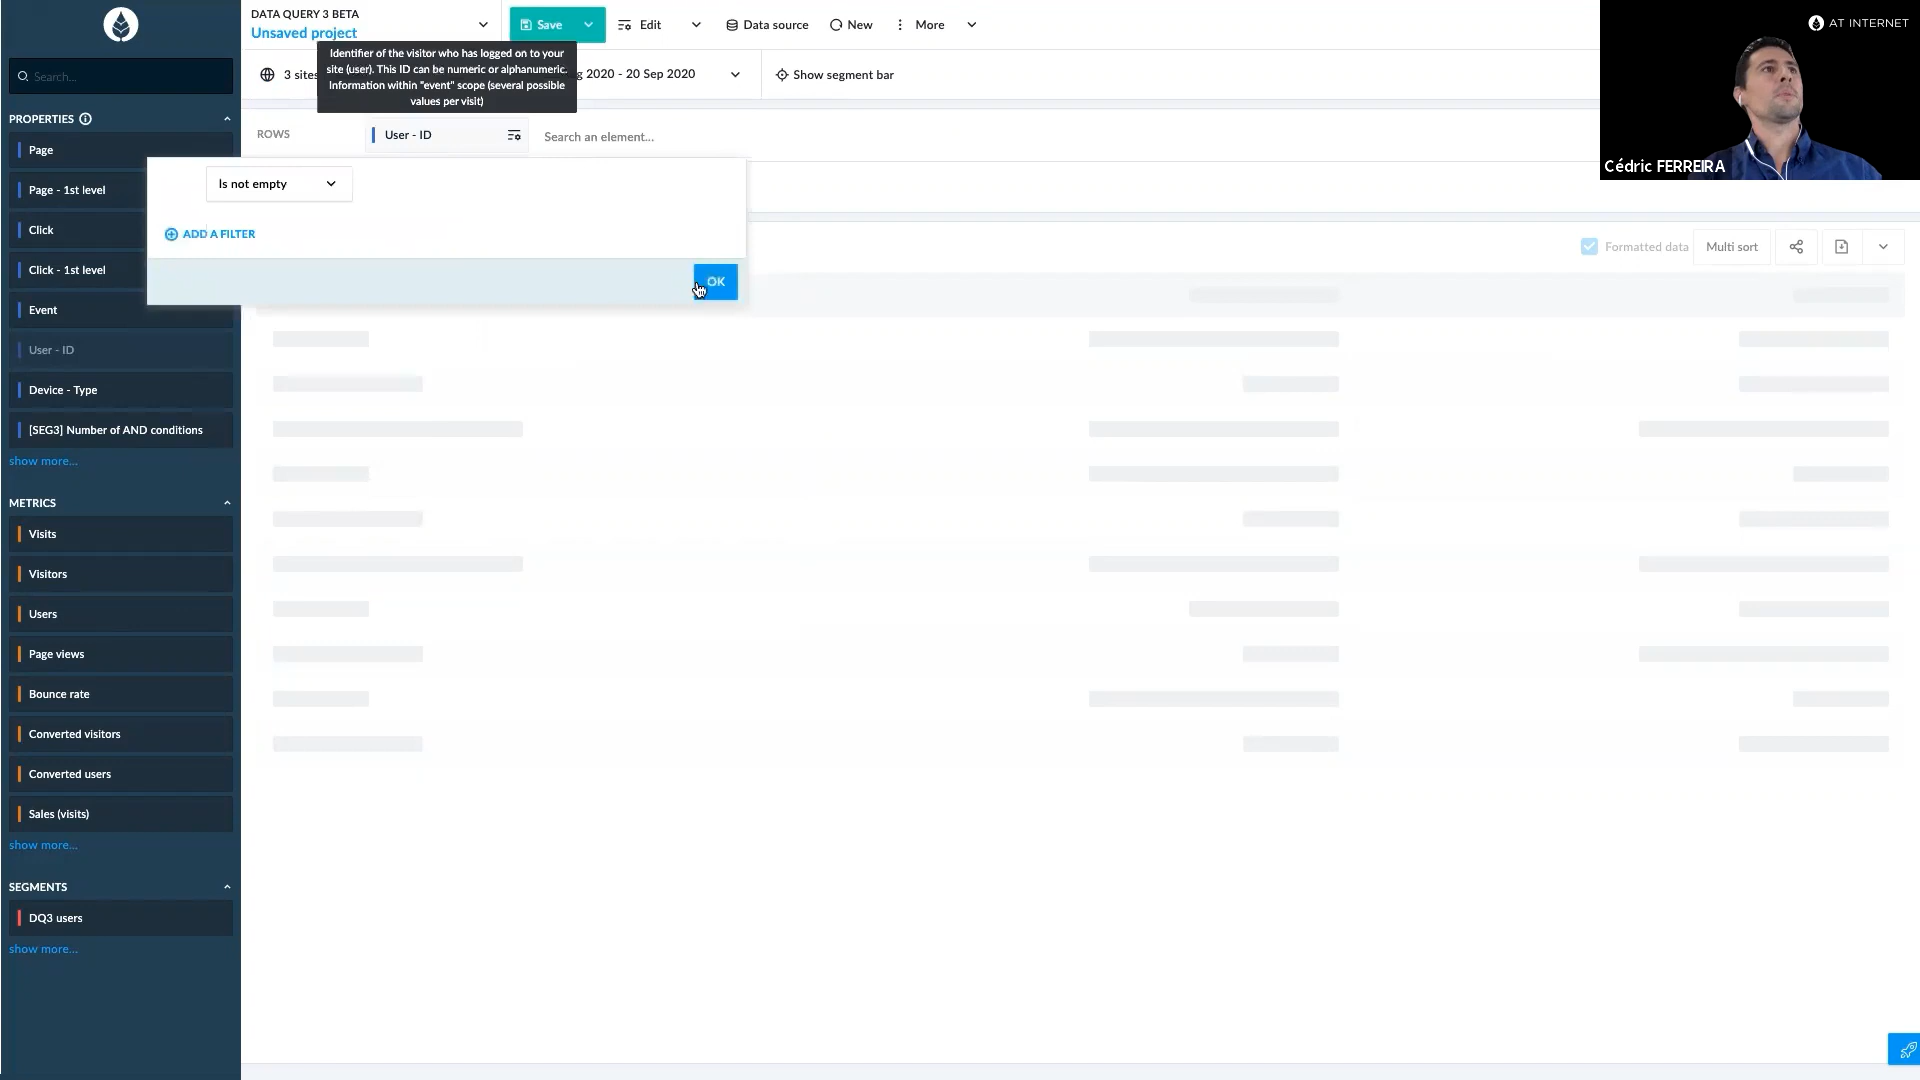 DATA QUERY 3 BETA
Unsaved project
Save
Edit
Data source
New
More
AT INTERNET
Search...
Identifier of the visitor who has logged on to your
site (user). This ID can be numeric or alphanumeric.
Information within "event" scope (several possible
values per visit)
3 sites
2020 - 20 Sep 2020
Show segment bar
Cédric FERREIRA
PROPERTIES
Page
Page - 1st level
Click
Click - 1st level
Event
User - ID
Device - Type
[SEG3] Number of AND conditions
show more...
METRICS
Visits
Visitors
Users
Page views
Bounce rate
Converted visitors
Converted users
Sales (visits)
show more...
SEGMENTS
DQ3 users
show more...
ROWS
User - ID
Search an element...
Is not empty
ADD A FILTER
OK
Formatted data
Multi sort